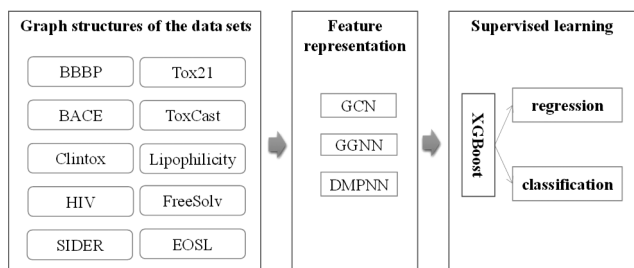 Graph structures of the data sets
BBBP
Tox21
BACE
ToxCast
Clintox
Lipophilicity
HIV
FreeSolv
SIDER
EOSL
Feature
representation
GCN
GGNN
DMPNN
Supervised learning
XGBoost
regression
classification